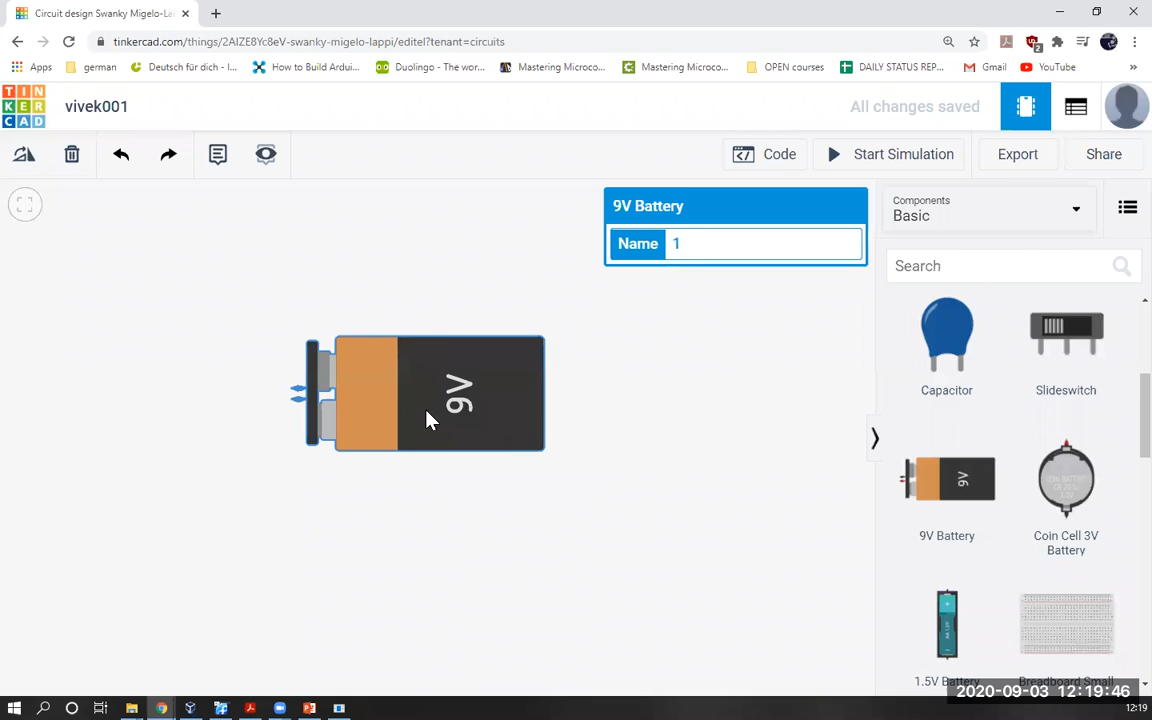 Circuit design Swanky Migelo-La
tinkercad.com/things/2AIZE8Yc8eV-swanky-migelo-lappi/editel?tenant=circuits
2
Apps
german
Deutsch für dich - I...
How to Build Ardui...
Duolingo - The wor...
Mastering Microco...
Mastering Microco...
OPEN courses
DAILY STATUS REP...
Gmail
YouTube
»
TIN
KER
CAD
vivek001
All changes saved
Code
Start Simulation
Export
Share
9V Battery
Name 1
Components
Basic
Search
9V
Capacitor
Slideswitch
9V
9V Battery
Coin Cell 3V
Battery
1.5V Battery
Breadboard Small
2020-09-03 12:19:46
12:19